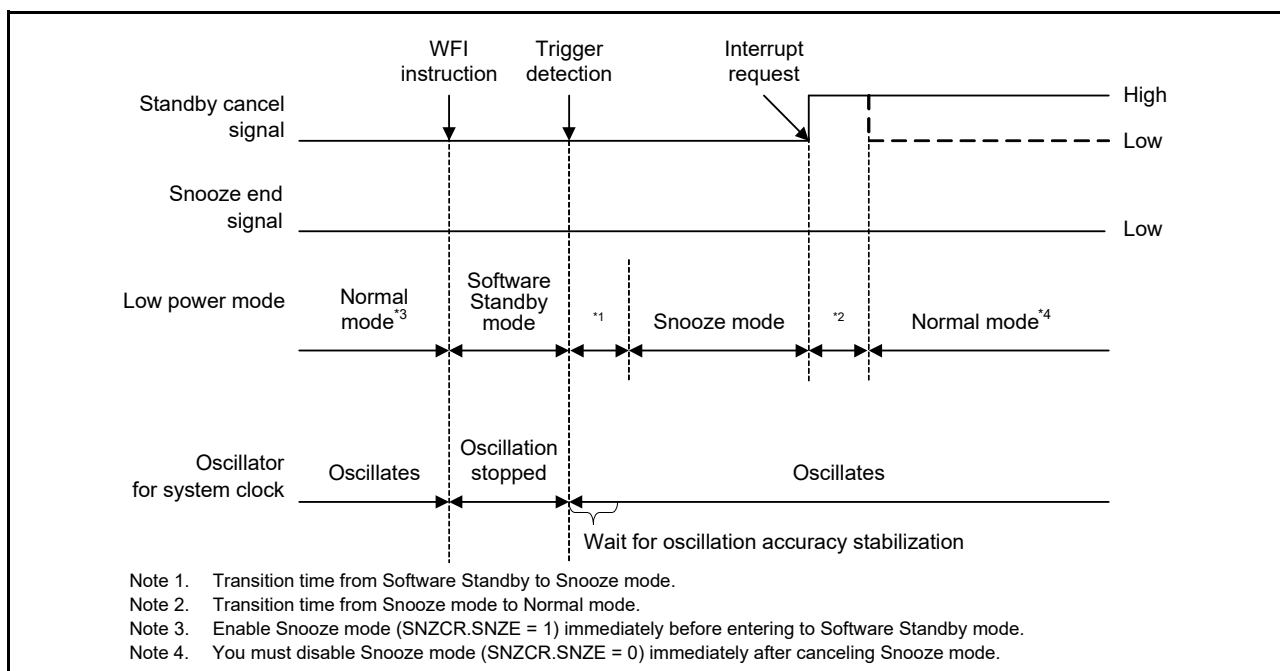 WFI
instruction
Trigger
detection
Interrupt
request
Standby cancel
signal
High
Low
Snooze end
signal
Low
Low power mode
Normal
mode*3
Software
Standby
mode
*1
Snooze mode
*2
Normal mode*4
Oscillator
for system clock
Oscillates
Oscillation
stopped
Oscillates
Wait for oscillation accuracy stabilization
Note 1. Transition time from Software Standby to Snooze mode.
Note 2. Transition time from Snooze mode to Normal mode.
Note 3. Enable Snooze mode (SNZCR.SNZE = 1) immediately before entering to Software Standby mode.
Note 4. You must disable Snooze mode (SNZCR.SNZE = 0) immediately after canceling Snooze mode.